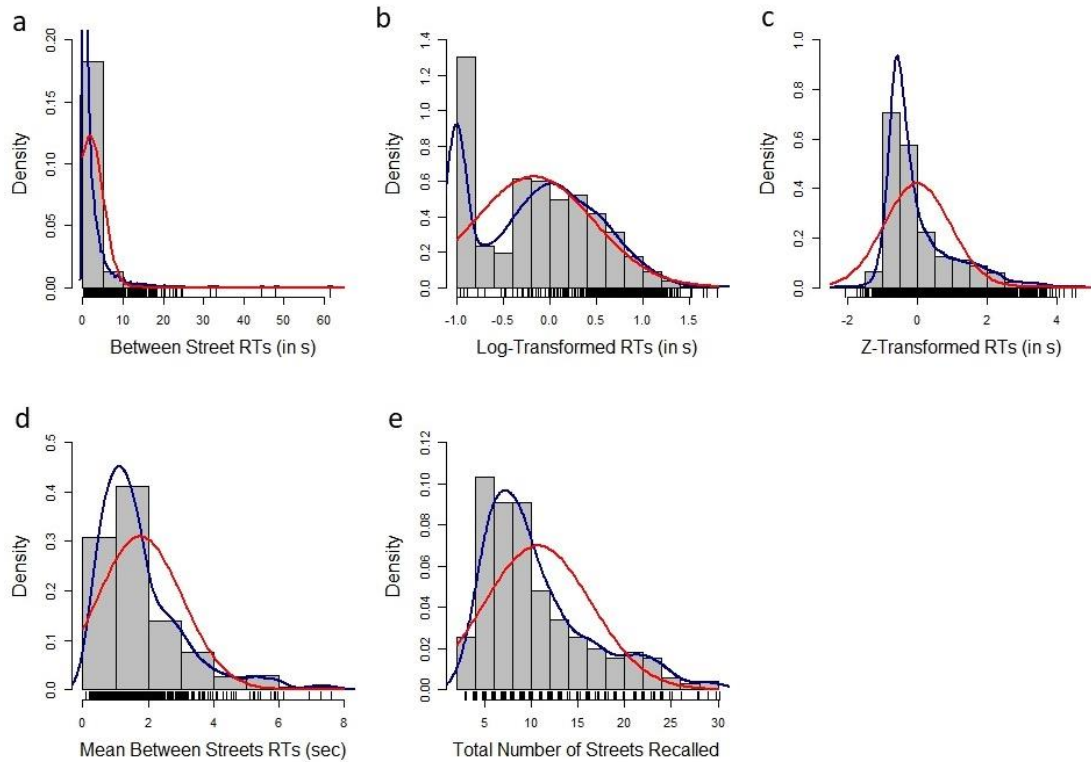 a
Density
0.00 0.05 0.10 0.15 0.20
0 10 20 30 40 50 60
Between Street RTs (in s)
b
Density
0.0 0.2 0.4 0.6 0.8 1.0 1.2 1.4
-1.0 -0.5 0.0 0.5 1.0 1.5
Log-Transformed RTs (in s)
c
Density
0.0 0.2 0.4 0.6 0.8 1.0
-2 0 2 4
Z-Transformed RTs (in s)
d
Density
0.0 0.1 0.2 0.3 0.4 0.5
0 2 4 6 8
Mean Between Streets RTs (sec)
e
Density
0.00 0.02 0.04 0.06 0.08 0.10 0.12
5 10 15 20 25 30
Total Number of Streets Recalled